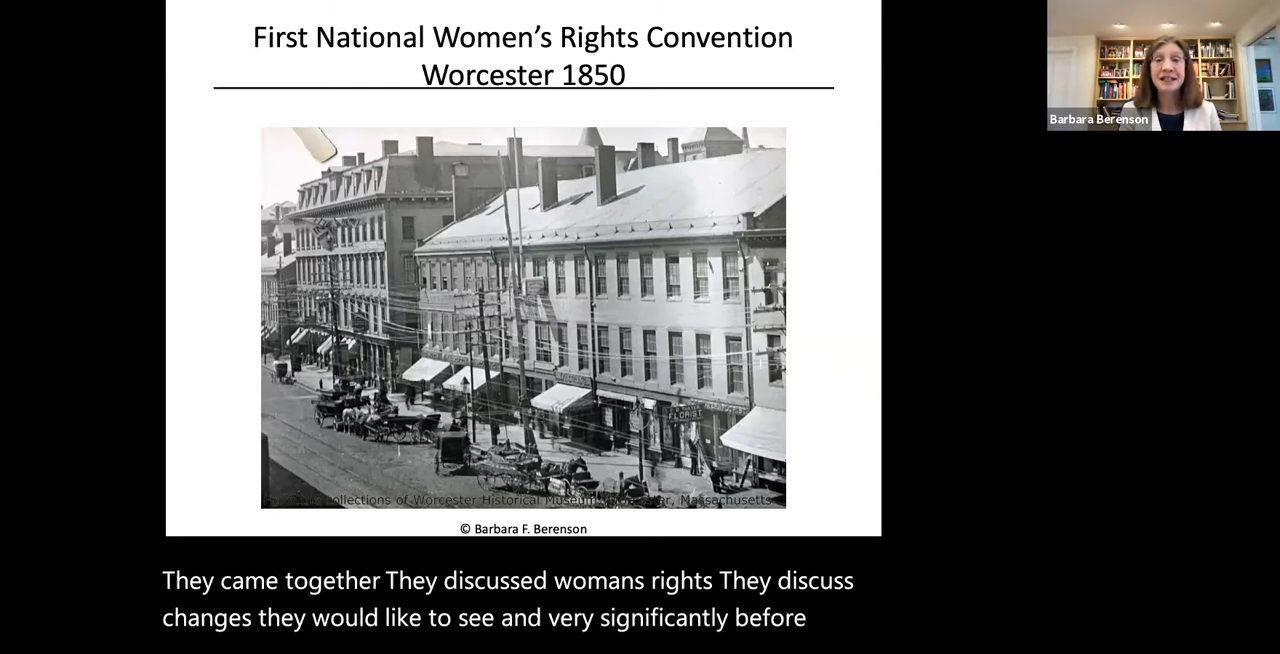 First National Women's Rights Convention
Worcester 1850
Barbara Berenson
FLORIST
Collections of Worcester Historical Museum, Worcester, Massachusetts
© Barbara F. Berenson
They came together They discussed womans rights They discuss
changes they would like to see and very significantly before